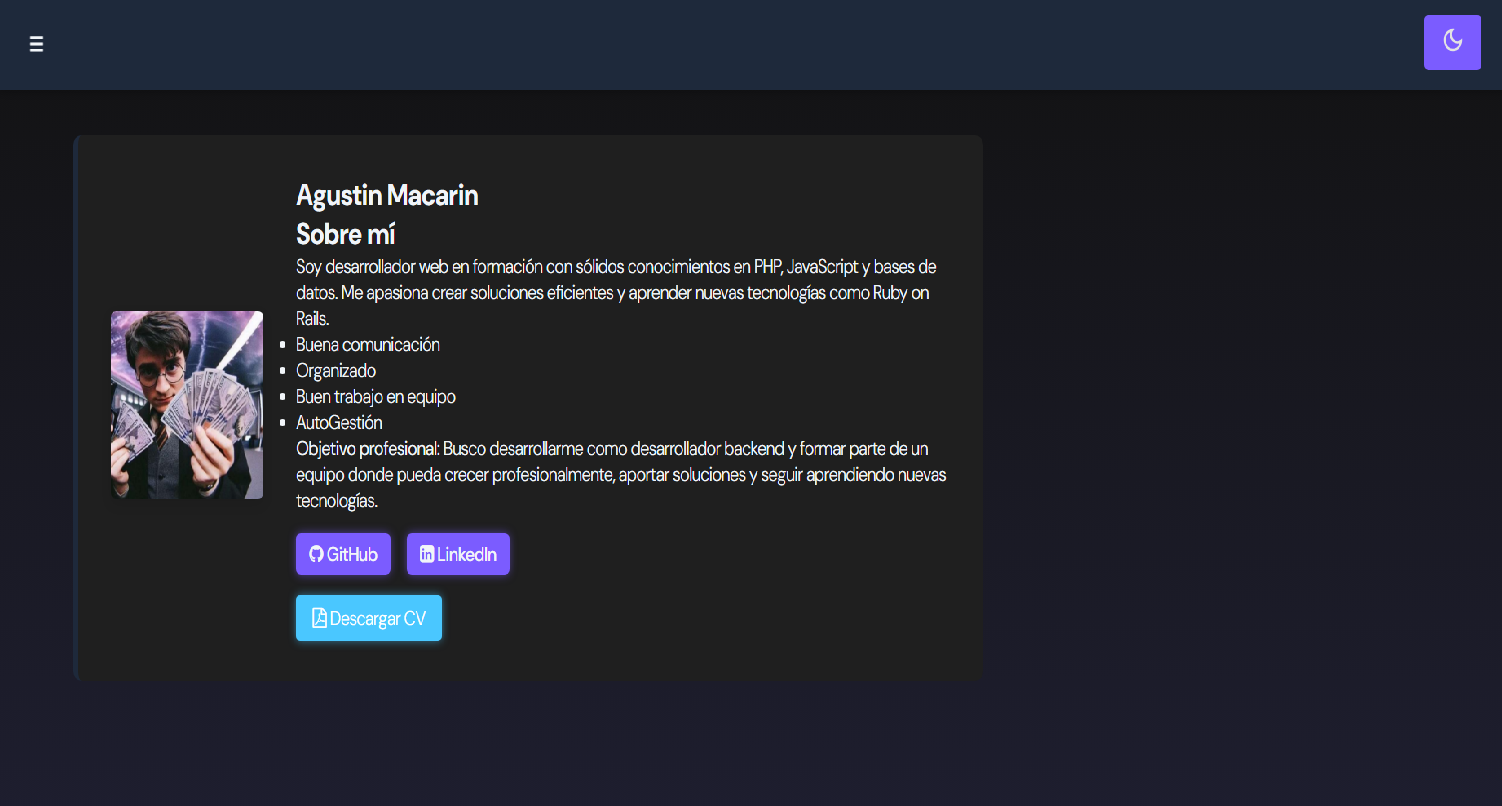 Agustin Macarin
Sobre mí
Soy desarrollador web en formación con sólidos conocimientos en PHP, JavaScript y bases de
datos. Me apasiona crear soluciones eficientes y aprender nuevas tecnologías como Ruby on
Rails.
Buena comunicación
Organizado
Buen trabajo en equipo
AutoGestión
Objetivo profesional: Busco desarrollarme como desarrollador backend y formar parte de un
equipo donde pueda crecer profesionalmente, aportar soluciones y seguir aprendiendo nuevas
tecnologías.
GitHub LinkedIn
Descargar CV